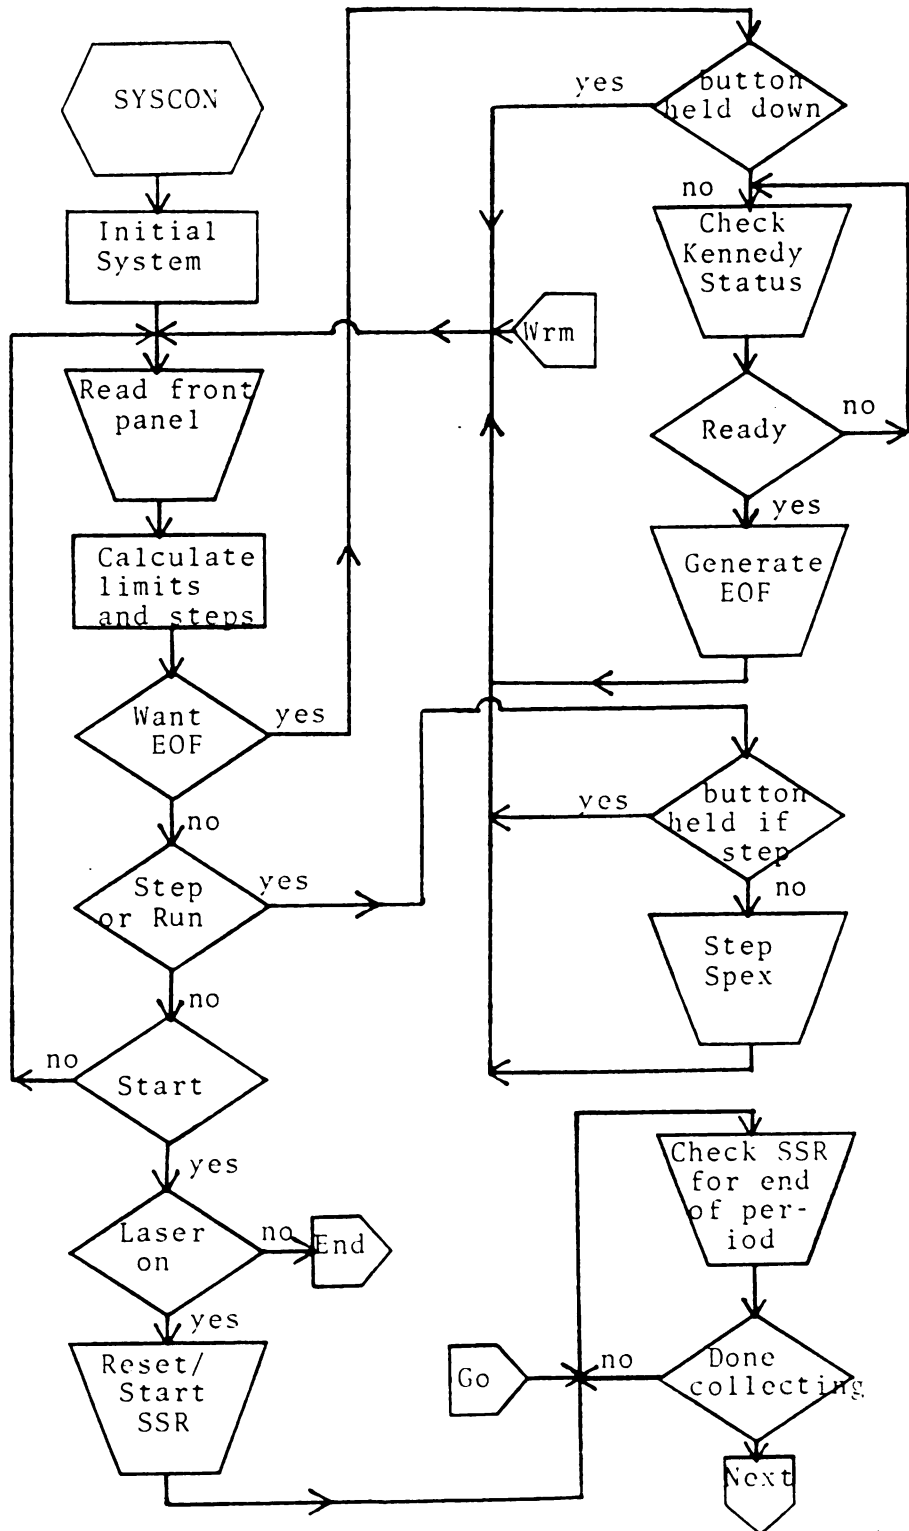 SYSCON
Initial
System
Read front
panel
Calculate
limits
and steps
Want
EOF
yes
no
Step
or Run
yes
no
Start
no
yes
Laser
on
no
End
yes
Reset/
Start
SSR
button
held down
yes
no
Check
Kennedy
Status
Wrm
Ready
no
yes
Generate
EOF
button
held if
step
yes
no
Step
Spex
Check SSR
for end
of per-
iod
Go
no
Done
collecting
Next